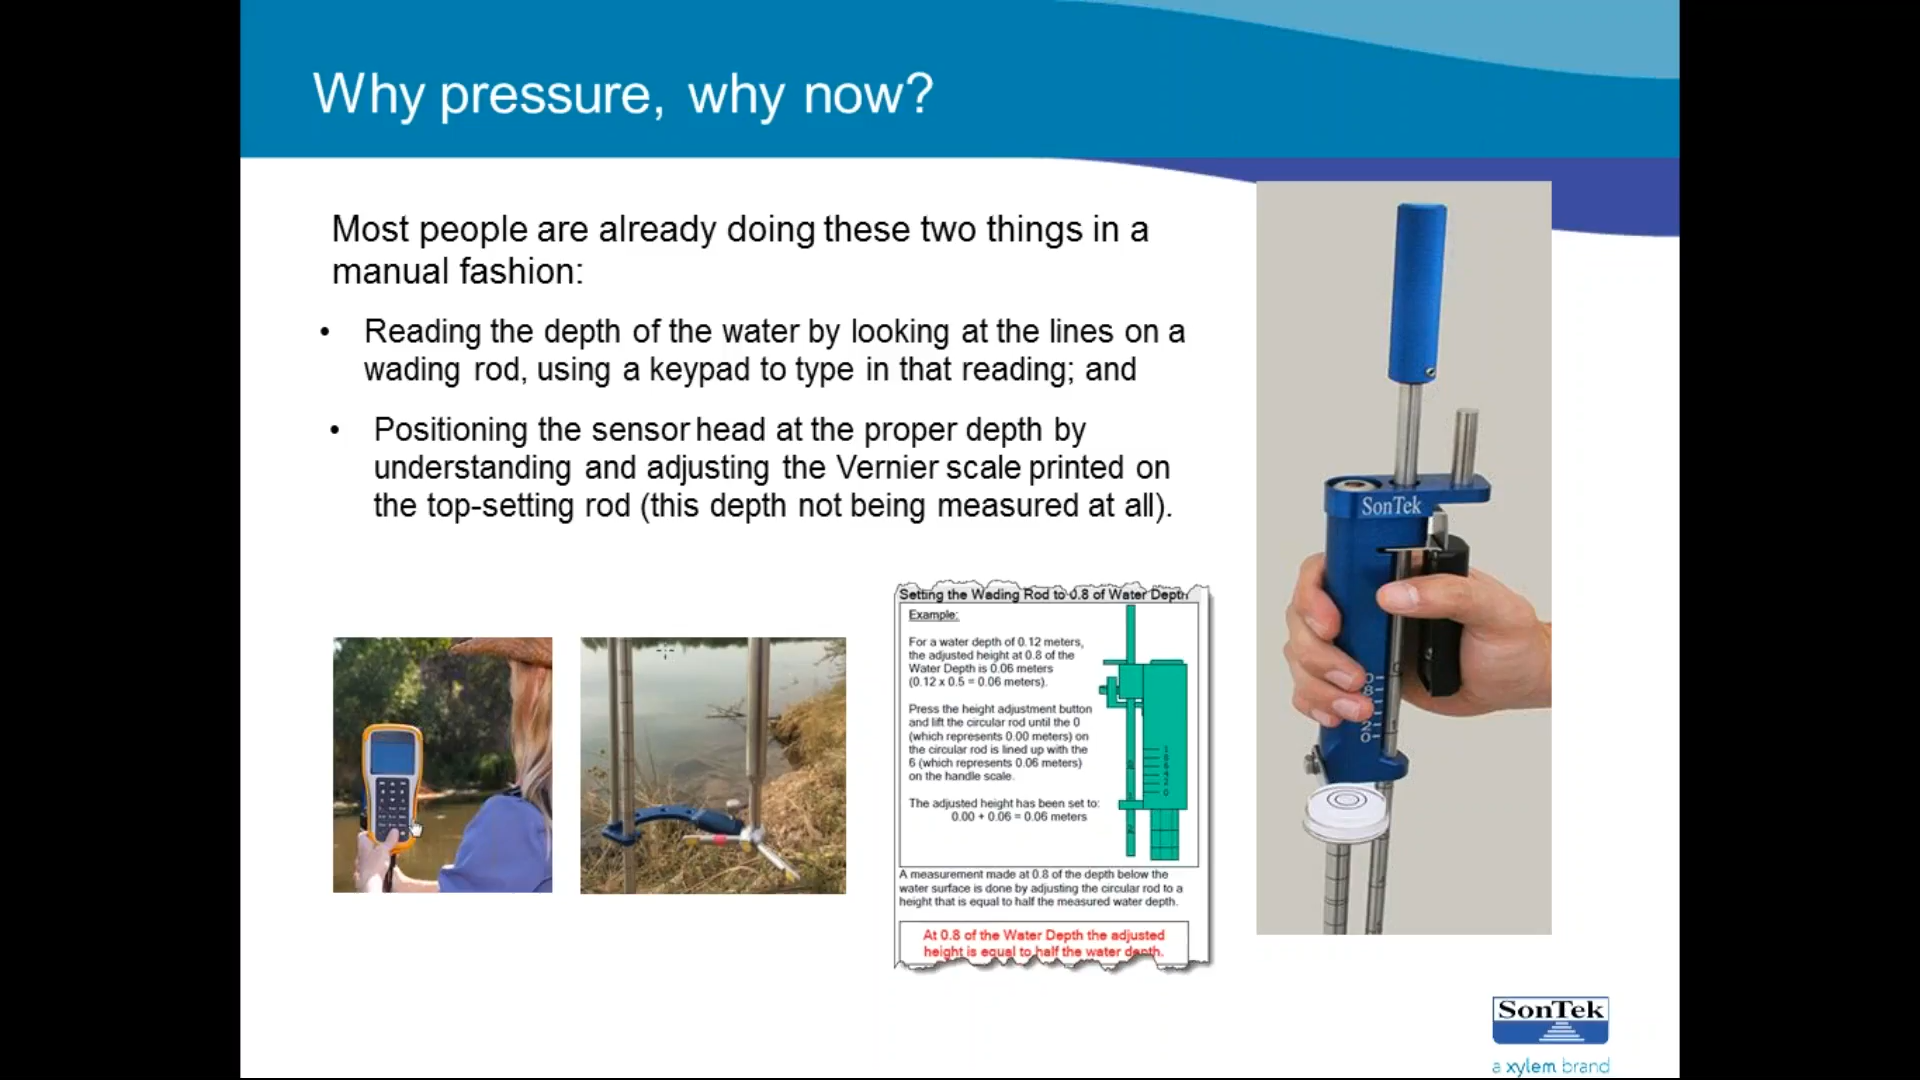 Why pressure, why now?
Most people are already doing these two things in a
manual fashion:
• Reading the depth of the water by looking at the lines on a
wading rod, using a keypad to type in that reading; and
• Positioning the sensor head at the proper depth by
understanding and adjusting the Vernier scale printed on
the top-setting rod (this depth not being measured at all).
Setting the Wading Rod to 0.8 of Water Depth
Example:
For a water depth of 0.12 meters,
the adjusted height at 0.8 of the
Water Depth is 0.06 meters
(0.12 x 0.5 = 0.06 meters).
Press the height adjustment button
and lift the circular rod until the 0
(which represents 0.00 meters) on
the circular rod is lined up with the
6 (which represents 0.06 meters)
on the handle scale.
The adjusted height has been set to:
0.00 + 0.06 = 0.06 meters
A measurement made at 0.8 of the depth below the
water surface is done by adjusting the circular rod to a
height that is equal to half the measured water depth.
At 0.8 of the Water Depth the adjusted
height is equal to half the water depth.
SonTek
SonTek
a xylem brand